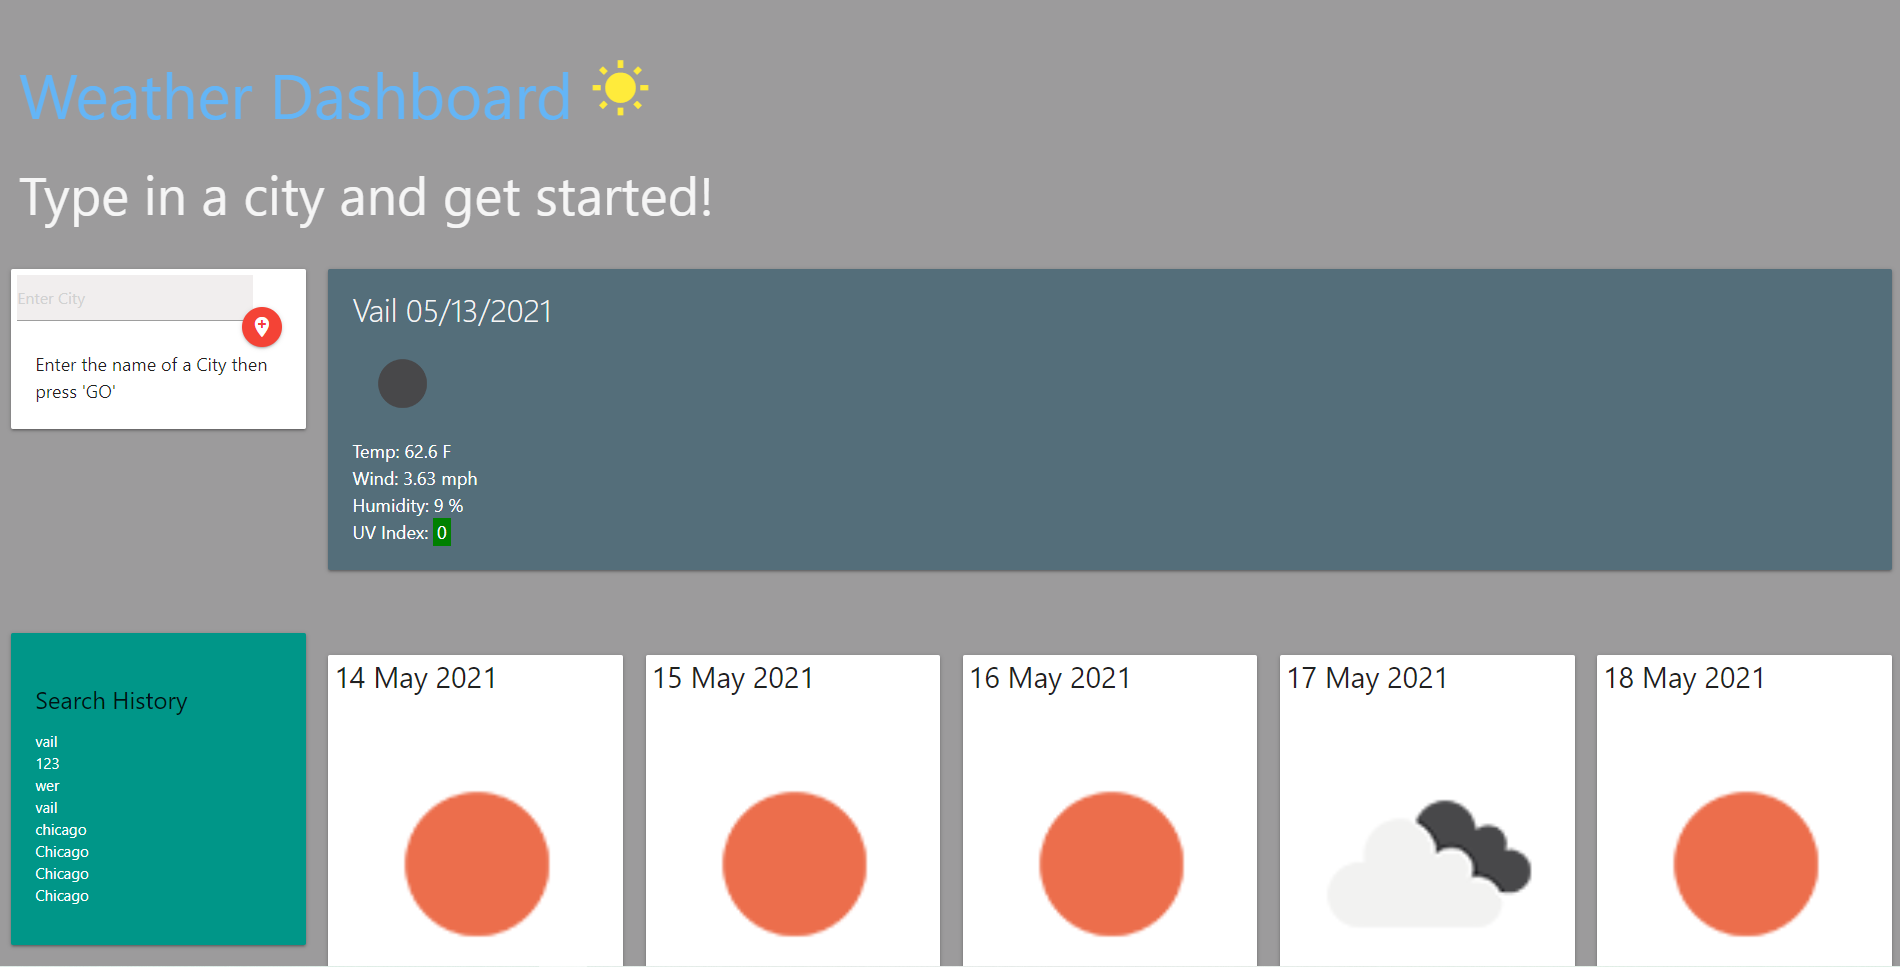 Weather Dashboard
Type in a city and get started!
Enter City
Enter the name of a City then
press 'GO'
Vail 05/13/2021
Temp: 62.6 F
Wind: 3.63 mph
Humidity: 9 %
UV Index: 0
Search History
vail
123
wer
vail
chicago
Chicago
Chicago
Chicago
14 May 2021
15 May 2021
16 May 2021
17 May 2021
18 May 2021